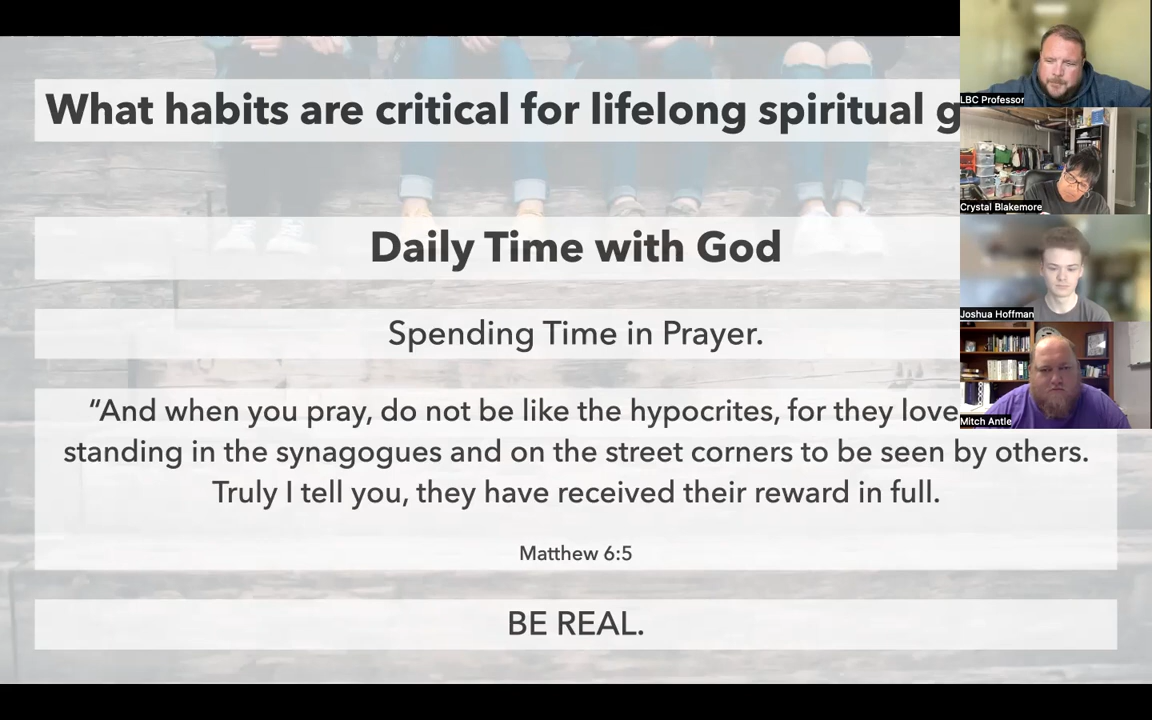 What habits are critical for lifelong spiritual g
Daily Time with God
Spending Time in Prayer.
“And when you pray, do not be like the hypocrites, for they love
standing in the synagogues and on the street corners to be seen by others.
Truly I tell you, they have received their reward in full.
Matthew 6:5
BE REAL.
LBC Professor
Crystal Blakemore
Joshua Hoffman
Mitch Antle